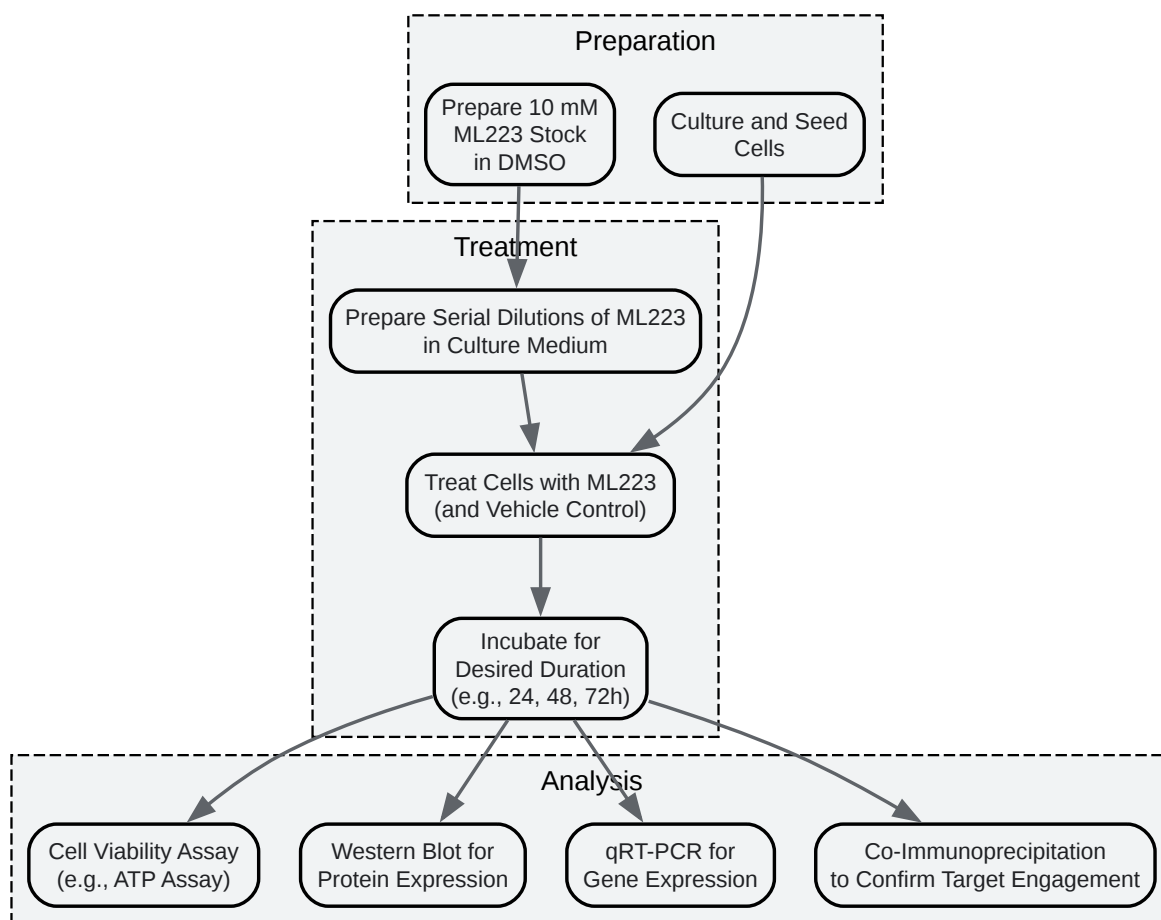 Preparation
Prepare 10 mM
ML223 Stock
in DMSO
Culture and Seed
Cells
Treatment
Prepare Serial Dilutions of ML223
in Culture Medium
Treat Cells with ML223
(and Vehicle Control)
Incubate for
Desired Duration
(e.g., 24, 48, 72h)
Analysis
Cell Viability Assay
(e.g., ATP Assay)
Western Blot for
Protein Expression
qRT-PCR for
Gene Expression
Co-Immunoprecipitation
to Confirm Target Engagement